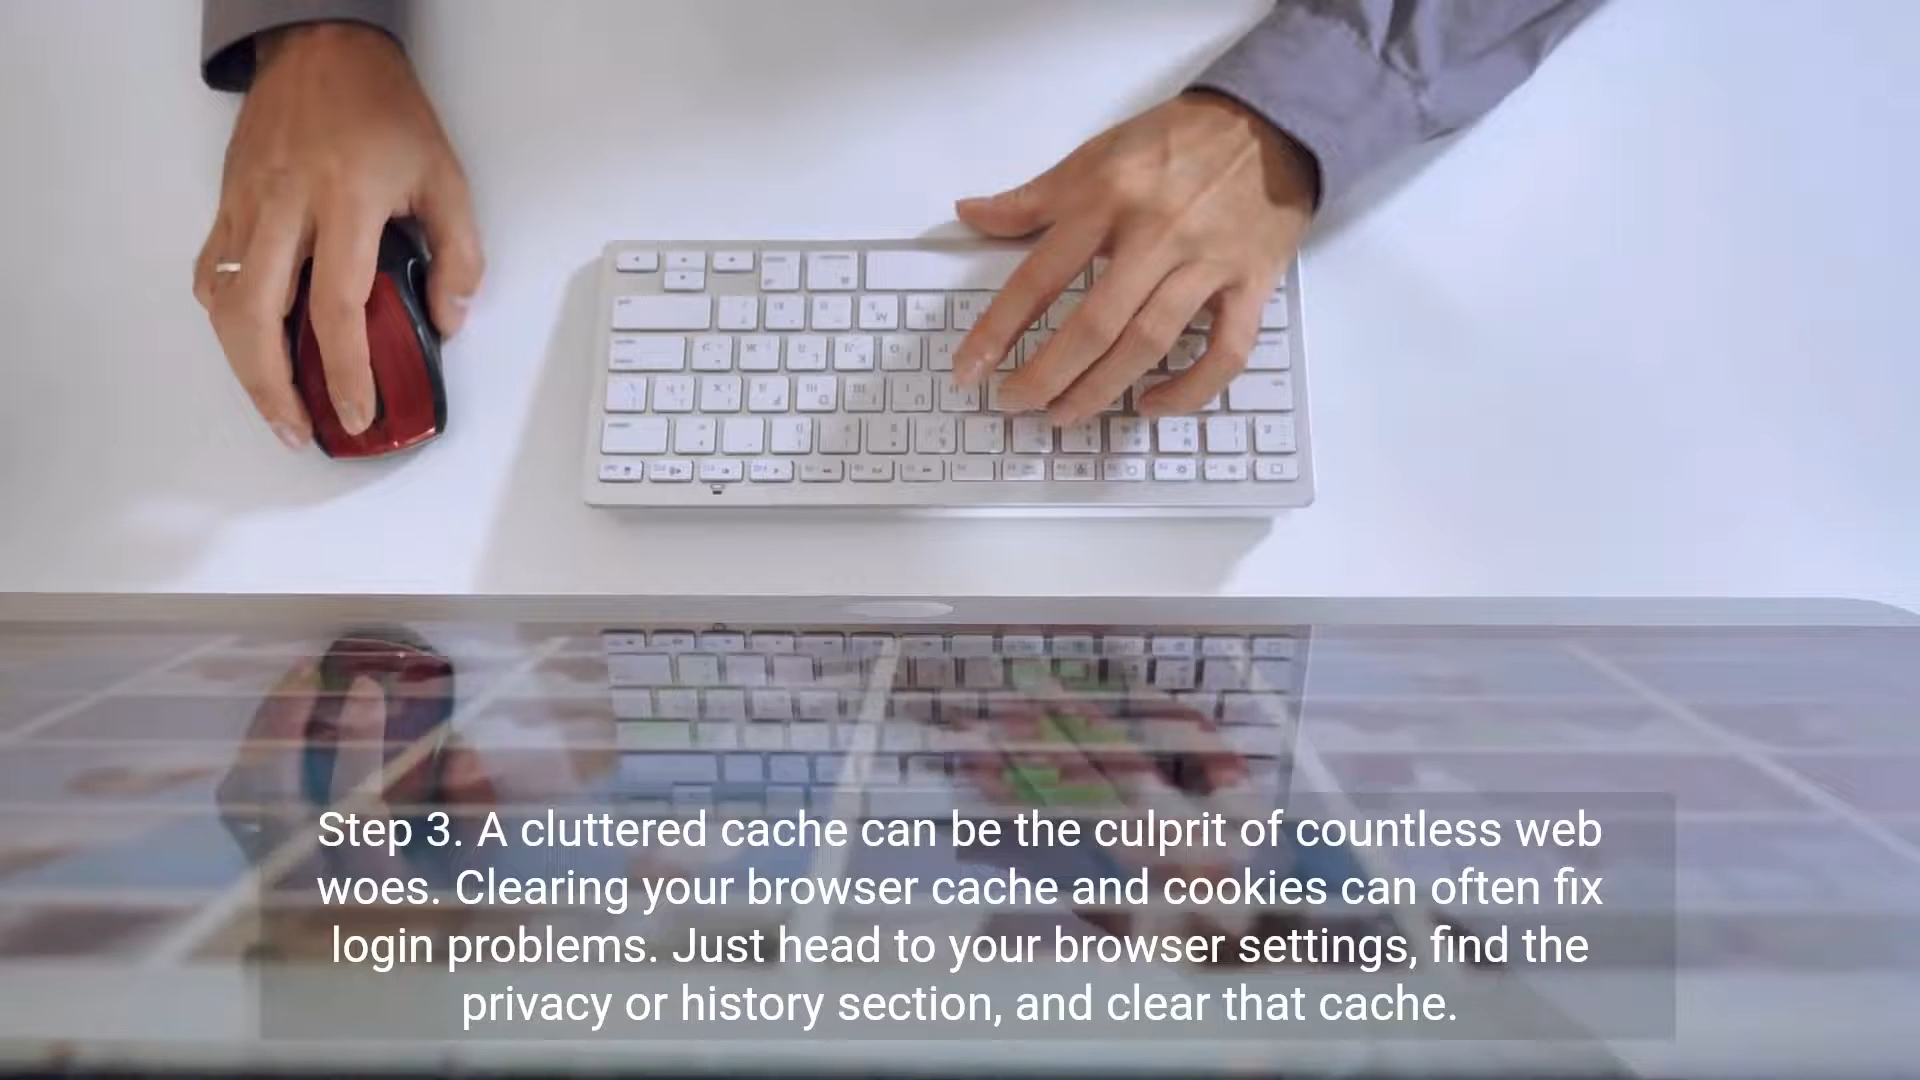 Step 3. A cluttered cache can be the culprit of countless web
woes. Clearing your browser cache and cookies can often fix
login problems. Just head to your browser settings, find the
privacy or history section, and clear that cache.